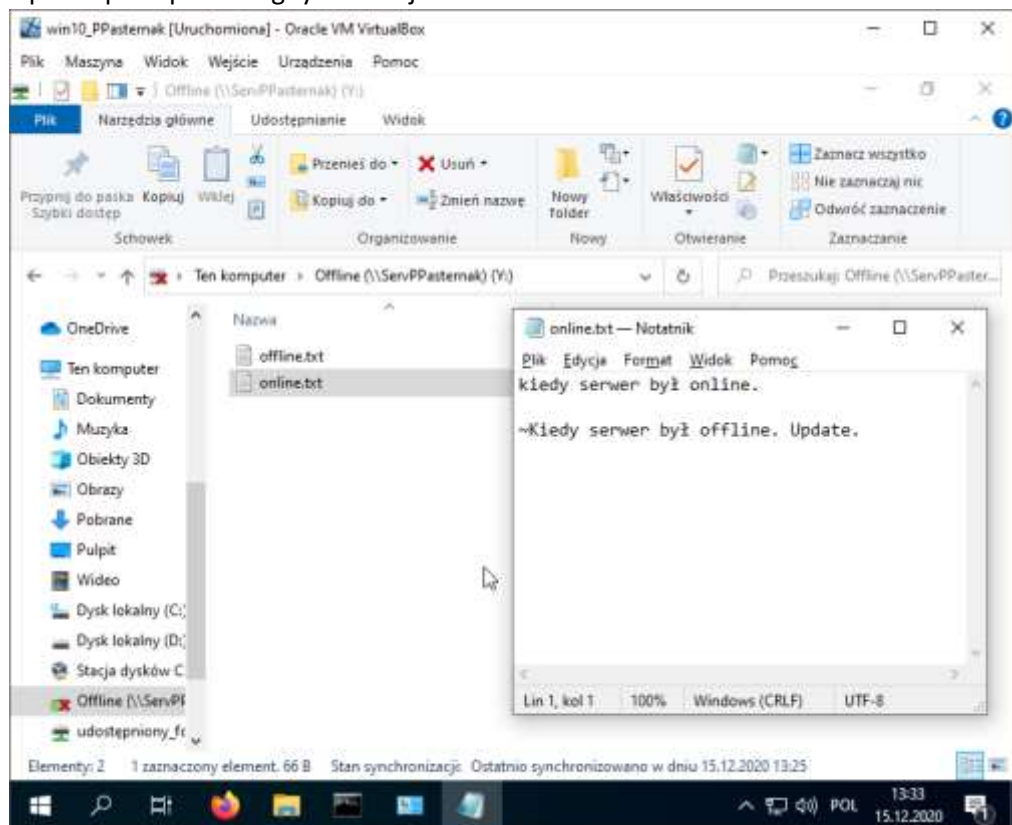 win10_PPasternak [Uruchomiona] - Oracle VM VirtualBox
Plik Maszyna Widok Wejście Urządzenia Pomoc
Offline (\\ServPPasternak) (Y:)
Plik Narzędzia główne Udostępnianie Widok
Przypnij do paska Szybki dostęp
Kopiuj
Wklej
Przenieś do
Kopiuj do
Usuń
Zmień nazwę
Nowy folder
Właściwości
Zaznacz wszystko
Nie zaznaczaj nic
Odwróć zaznaczenie
Schowek Organizowanie Nowy Otwieranie Zaznaczanie
Ten komputer Offline (\\ServPPasternak) (Y:)
Przeszukaj: Offline (\\ServPPaster...
OneDrive
Ten komputer
Dokumenty
Muzyka
Obiekty 3D
Obrazy
Pobrane
Pulpit
Wideo
Dysk lokalny (C:
Dysk lokalny (D:
Stacja dysków C
Offline (\\ServPF
udostępniony_fc
Nazwa
offline.txt
online.txt
online.txt — Notatnik
Plik Edycja Format Widok Pomoc
kiedy serwer był online.
~Kiedy serwer był offline. Update.
Lin 1, kol 1 100% Windows (CRLF) UTF-8
Elementy: 2 1 zaznaczony element. 66 B Stan synchronizacji: Ostatnio synchronizowano w dniu 15.12.2020 13:25
POL
13:33
15.12.2020